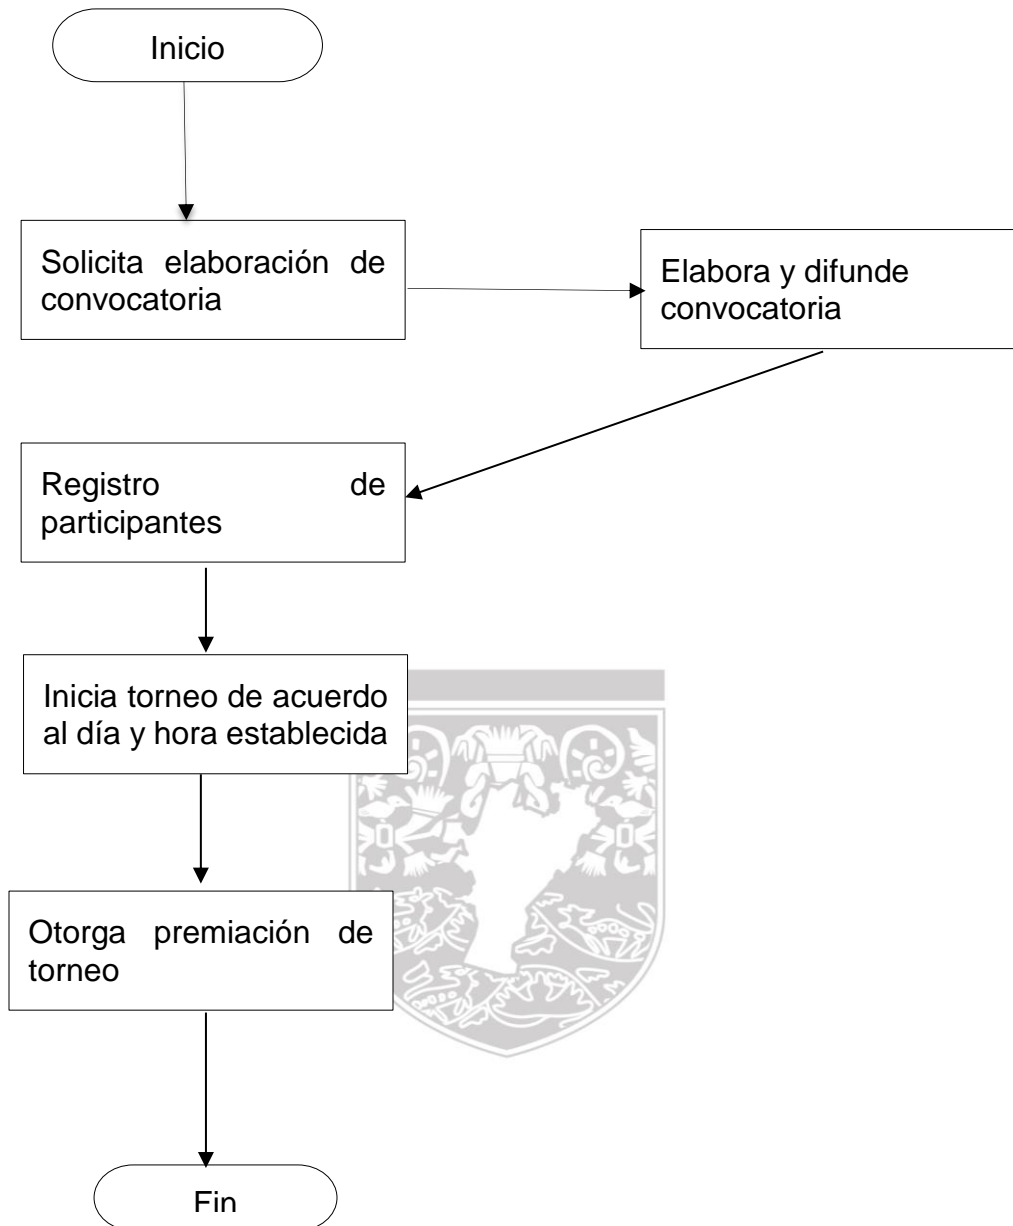 Inicio
Solicita elaboración de
convocatoria
Elabora y difunde
convocatoria
Registro de
participantes
Inicia torneo de acuerdo
al día y hora establecida
Otorga premiación de
torneo
Fin